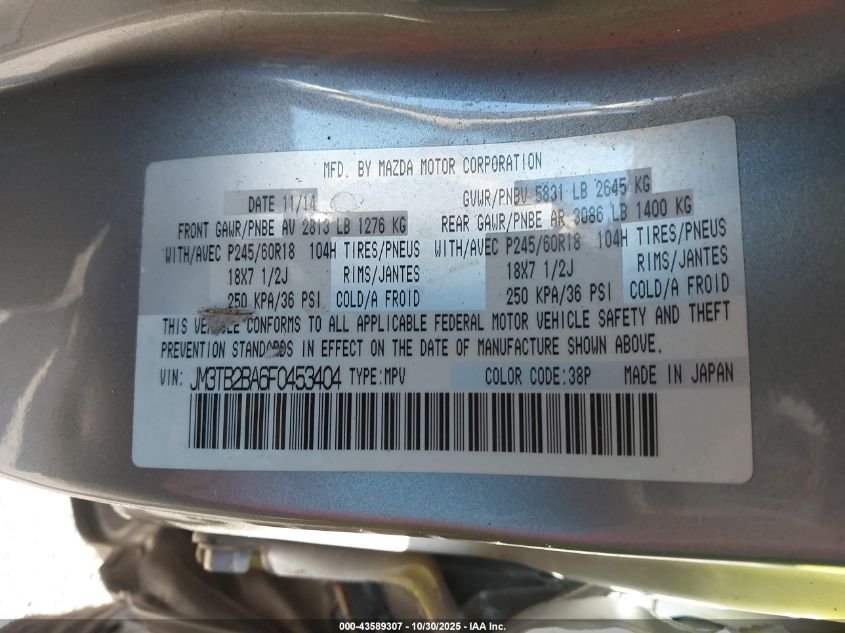 MFD. BY MAZDA MOTOR CORPORATION
DATE 11/14 GVWR/PNBV 5831 LB 2645 KG
FRONT GAWR/PNBE AV 2813 LB 1276 KG REAR GAWR/PNBE AR 3086 LB 1400 KG
WITH/AVEC P245/60R18 104H TIRES/PNEUS WITH/AVEC P245/60R18 104H TIRES/PNEUS
18X7 1/2J RIMS/JANTES 18X7 1/2J RIMS/JANTES
250 KPA/36 PSI COLD/A FROID 250 KPA/36 PSI COLD/A FROID
THIS VEHICLE CONFORMS TO ALL APPLICABLE FEDERAL MOTOR VEHICLE SAFETY AND THEFT
PREVENTION STANDARDS IN EFFECT ON THE DATE OF MANUFACTURE SHOWN ABOVE.
VIN: JM3TB2BA6F0453404 TYPE:MPV COLOR CODE:38P MADE IN JAPAN
000-43589307 - 10/30/2025 - IAA Inc.